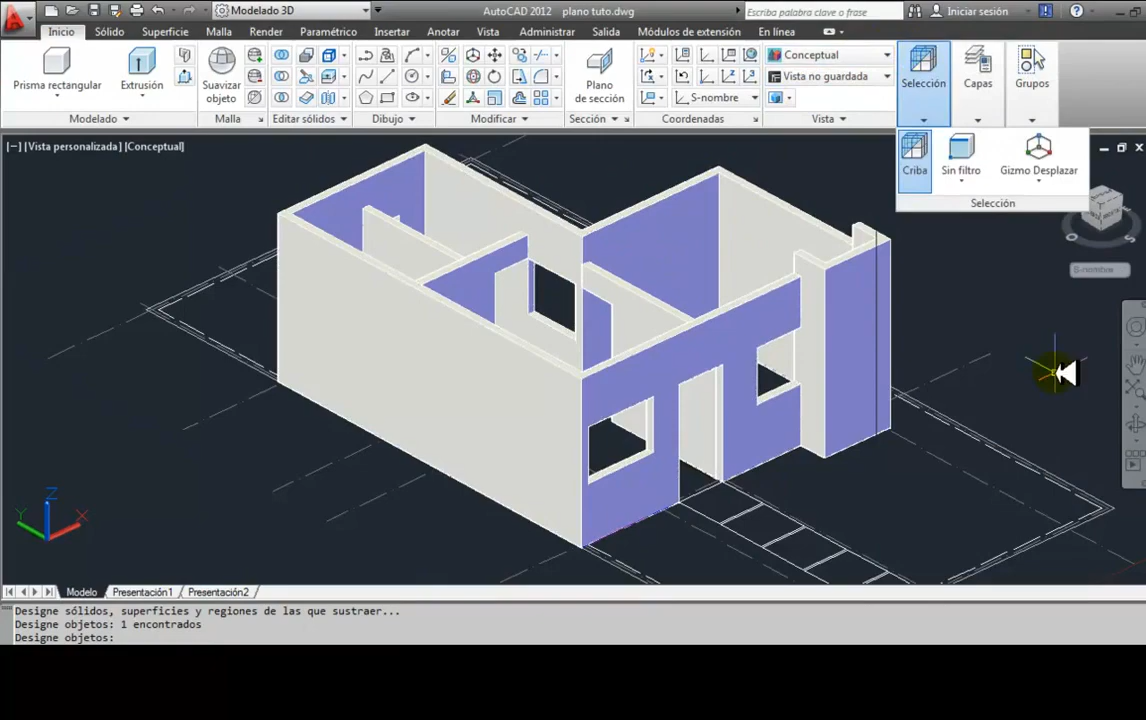 Modelado 3D
AutoCAD 2012 plano tuto.dwg
Escriba palabra clave o frase
Iniciar sesión
Inicio Sólido Superficie Malla Render Paramétrico Insertar Anotar Vista Administrar Salida Módulos de extensión En línea
Prisma rectangular
Extrusión
Suavizar objeto
Plano de sección
S-nombre
Conceptual
Vista no guardada
Selección
Capas
Grupos
Modelado
Malla
Editar sólidos
Dibujo
Modificar
Sección
Coordenadas
Vista
Criba
Sin filtro
Gizmo Desplazar
Selección
[−] [Vista personalizada] [Conceptual]
S-nombre
Z
Y
X
Modelo Presentación1 Presentación2
Designe sólidos, superficies y regiones de las que sustraer...
Designe objetos: 1 encontrados
Designe objetos: